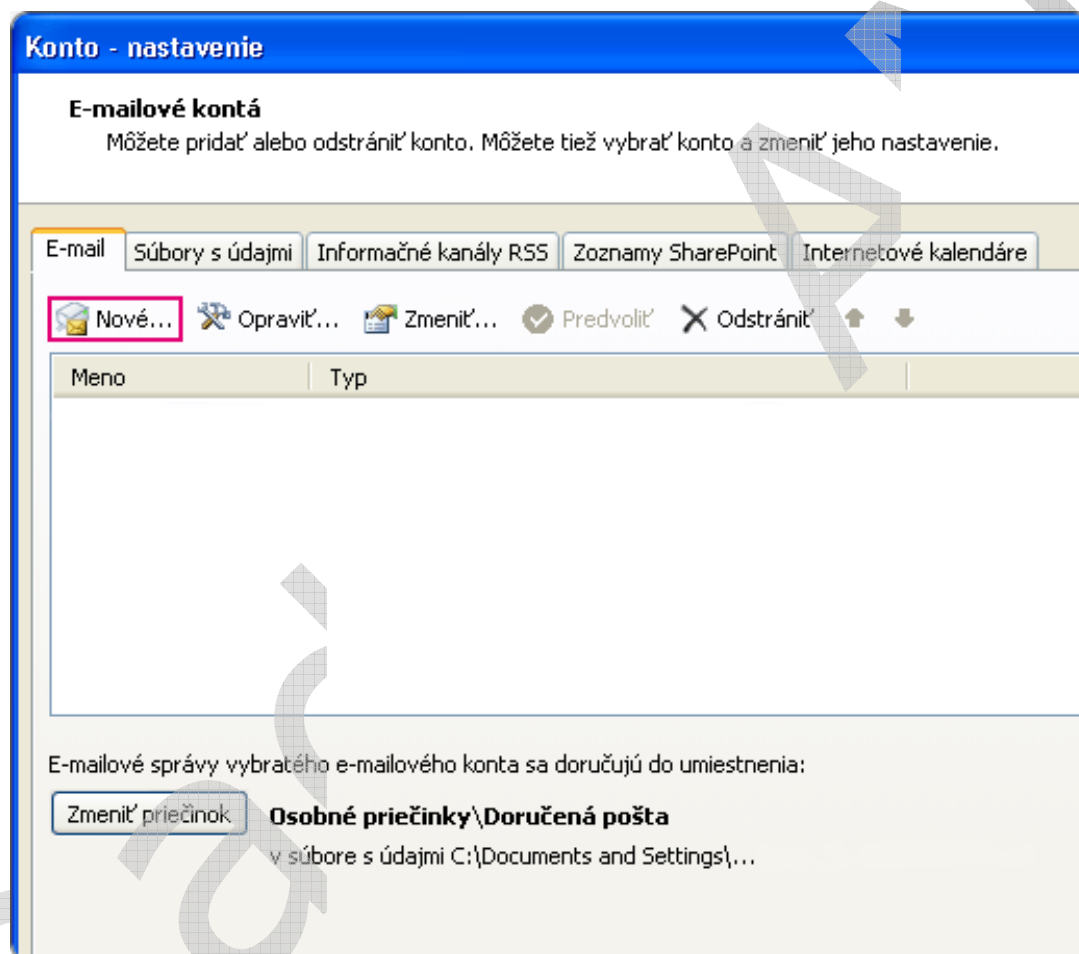 Konto - nastavenie
E-mailové kontá
Môžete pridať alebo odstrániť konto. Môžete tiež vybrať konto a zmeniť jeho nastavenie.
E-mail Súbory s údajmi Informačné kanály RSS Zoznamy SharePoint Internetové kalendáre
Nové... Opraviť... Zmeniť... Predvoliť Odstrániť
Meno Typ
E-mailové správy vybratého e-mailového konta sa doručujú do umiestnenia:
Zmeniť priečinok Osobné priečinky\Doručená pošta
v súbore s údajmi C:\Documents and Settings\...